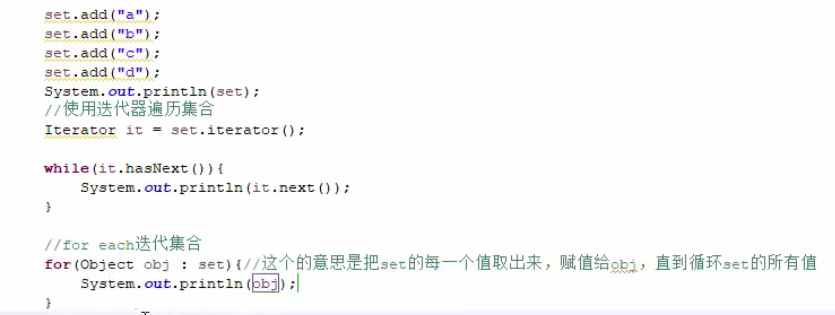 set.add("a");
set.add("b");
set.add("c");
set.add("d");
System.out.println(set);
//使用迭代器遍历集合
Iterator it = set.iterator();
while(it.hasNext()){
System.out.println(it.next());
}
//for each迭代集合
for(Object obj : set){//这个的意思是把set的每一个值取出来，赋值给obj，直到循环set的所有值
System.out.println(obj);
}